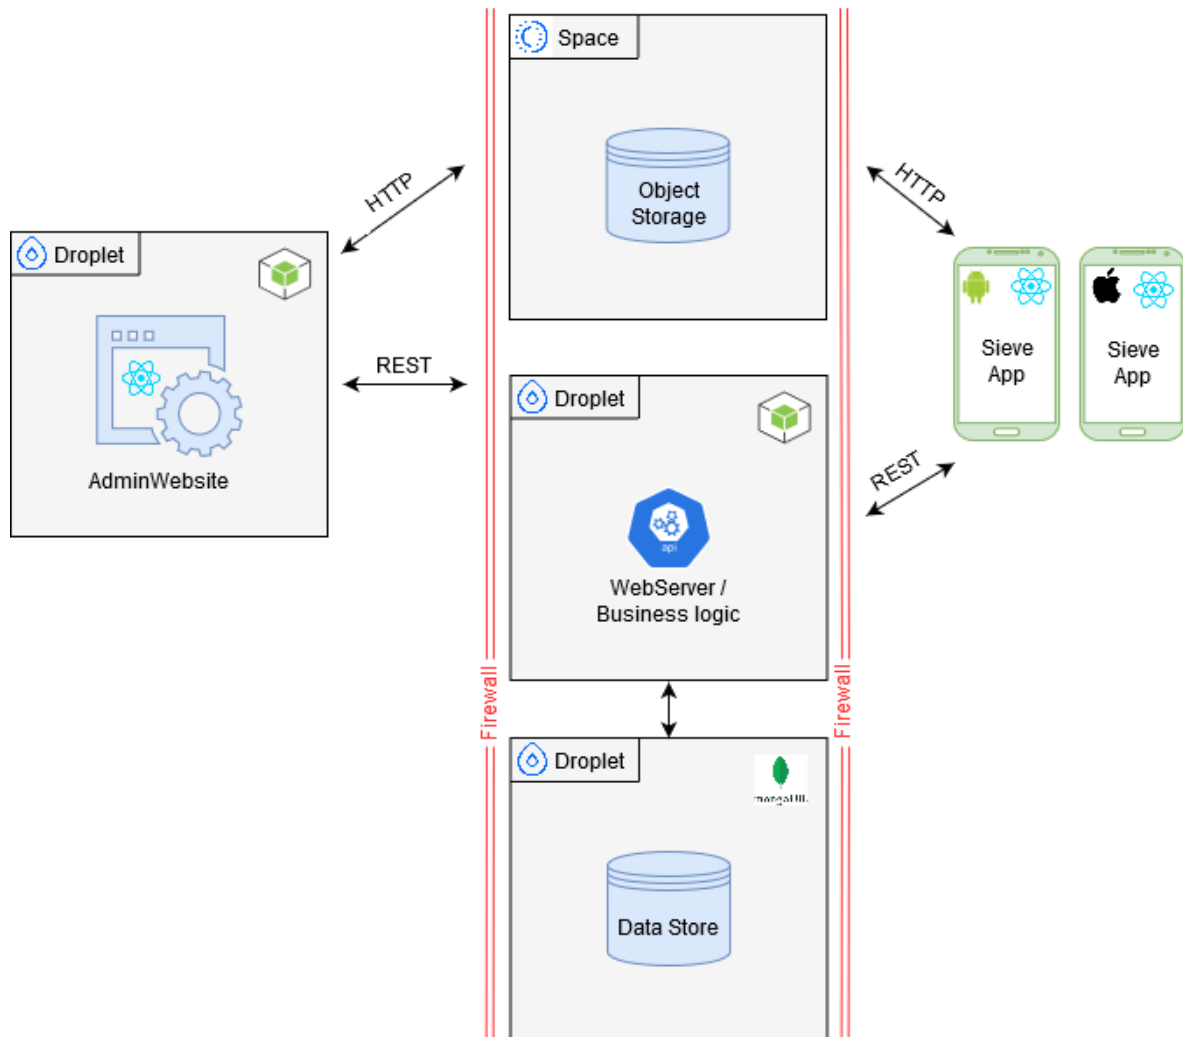 Space
Object
Storage
HTTP
HTTP
Droplet
AdminWebsite
REST
Sieve
App
Sieve
App
Droplet
api
WebServer /
Business logic
REST
Firewall
Firewall
Droplet
Data Store